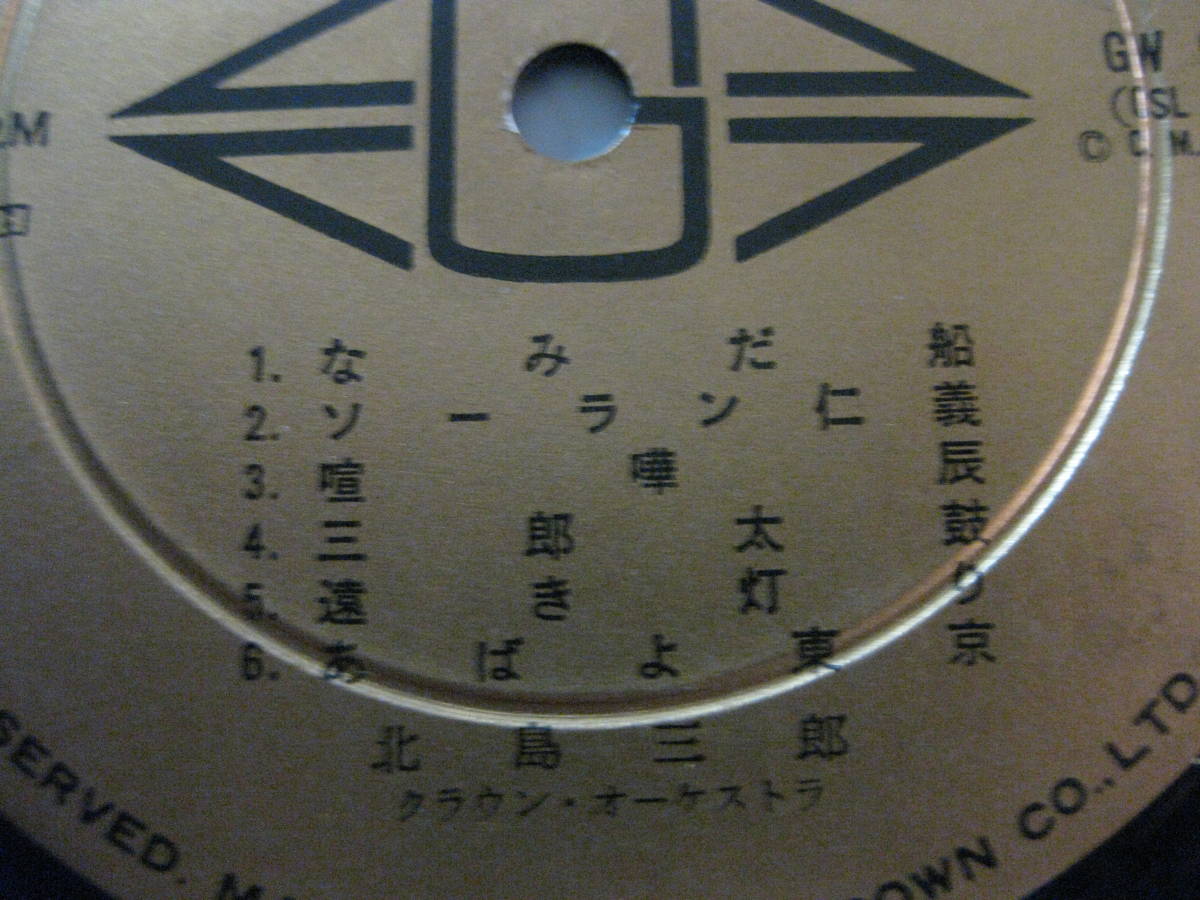 GW
(CSL
©
1. なみだ船
2. ソーラン仁義
3. 喧嘩辰
4. 三郎太鼓
5. 遠き灯り
6. あばよ東京
北島三郎
クラウン・オーケストラ
SERVED. M
OWN CO., LTD